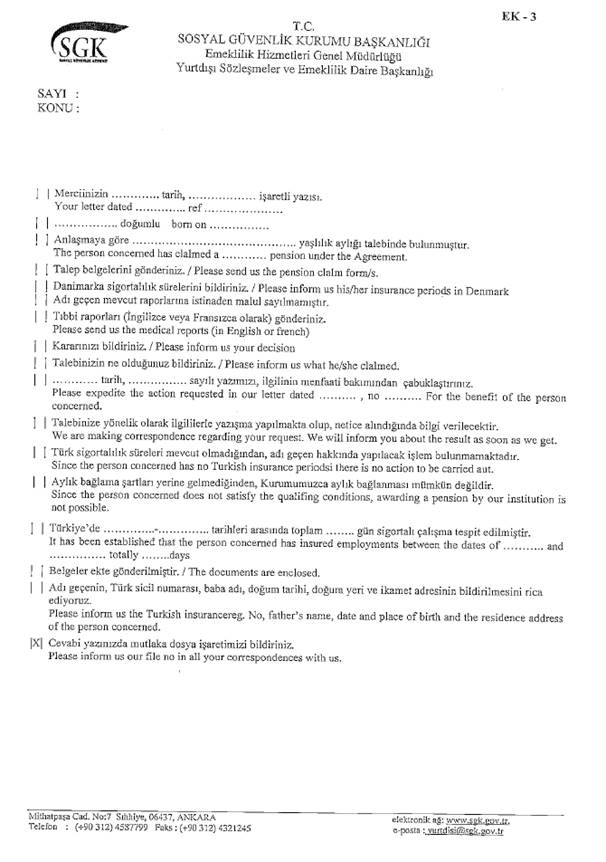 EK - 3
SGK
SOSYAL GÜVENLİK KURUMU
T.C.
SOSYAL GÜVENLİK KURUMU BAŞKANLIĞI
Emeklilik Hizmetleri Genel Müdürlüğü
Yurtdışı Sözleşmeler ve Emeklilik Daire Başkanlığı
SAYI :
KONU :
| | Merciinizin ............. tarih, .................. işaretli yazısı.
Your letter dated ............. ref .....................
| | ................. doğumlu born on ................
| | Anlaşmaya göre ............................................ yaşlılık aylığı talebinde bulunmuştur.
The person concerned has claimed a ............ pension under the Agreement.
| | Talep belgelerini gönderiniz. / Please send us the pension claim form/s.
| | Danimarka sigortalılık sürelerini bildiriniz. / Please inform us his/her insurance periods in Denmark
| | Adı geçen mevcut raporlarına istinaden malul sayılmamıştır.
| | Tıbbi raporları (İngilizce veya Fransızca olarak) gönderiniz.
Please send us the medical reports (in English or french)
| | Kararınızı bildiriniz. / Please inform us your decision
| | Talebinizin ne olduğunuz bildiriniz. / Please inform us what he/she claimed.
| | ............ tarih, ............... sayılı yazımızı, ilgilinin menfaati bakımından çabuklaştırınız.
Please expedite the action requested in our letter dated .......... , no .......... For the benefit of the person
concerned.
| | Talebinize yönelik olarak ilgililerle yazışma yapılmakta olup, netice alındığında bilgi verilecektir.
We are making correspondence regarding your request. We will inform you about the result as soon as we get.
| | Türk sigortalılık süreleri mevcut olmadığından, adı geçen hakkında yapılacak işlem bulunmamaktadır.
Since the person concerned has no Turkish insurance periodsi there is no action to be carried aut.
| | Aylık bağlama şartları yerine gelmediğinden, Kurumumuzca aylık bağlanması mümkün değildir.
Since the person concerned does not satisfy the qualifing conditions, awarding a pension by our institution is
not possible.
| | Türkiye’de ..............-.............. tarihleri arasında toplam ........ gün sigortalı çalışma tespit edilmiştir.
It has been established that the person concerned has insured employments between the dates of ........... and
............... totally ........days
| | Belgeler ekte gönderilmiştir. / The documents are enclosed.
| | Adı geçenin, Türk sicil numarası, baba adı, doğum tarihi, doğum yeri ve ikamet adresinin bildirilmesini rica
ediyoruz.
Please inform us the Turkish insurancereg. No, father's name, date and place of birth and the residence address
of the person concerned.
|X| Cevabi yazınızda mutlaka dosya işaretimizi bildiriniz.
Please inform us our file no in all your correspondences with us.
Mithatpaşa Cad. No:7 Sıhhiye, 06437, ANKARA
Telefon : (+90 312) 4587799 Faks : (+90 312) 4321245
elektronik ağ: www.sgk.gov.tr,
e-posta : yurtdisi@sgk.gov.tr